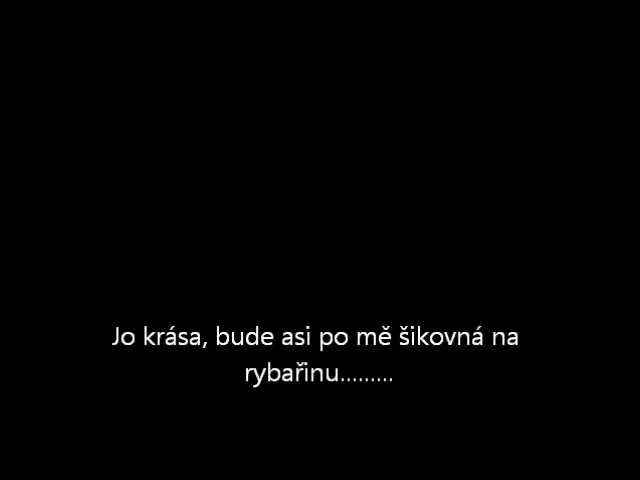 Jo krása, bude asi po mě šikovná na
rybařinu.........